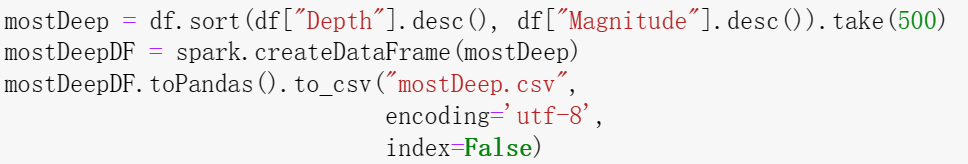 mostDeep = df.sort(df["Depth"].desc(), df["Magnitude"].desc()).take(500)
mostDeepDF = spark.createDataFrame(mostDeep)
mostDeepDF.toPandas().to_csv("mostDeep.csv",
                             encoding='utf-8',
                             index=False)